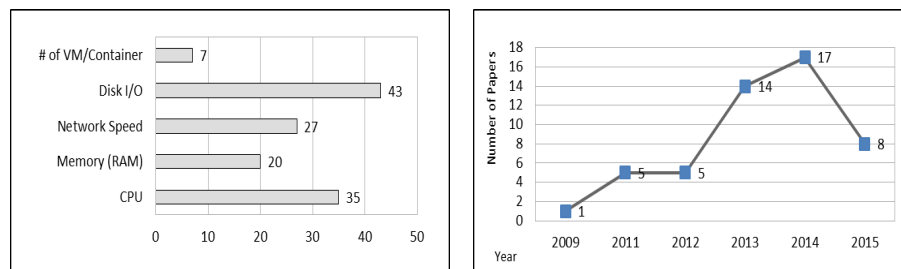 # of VM/Container 7
Disk I/O 43
Network Speed 27
Memory (RAM) 20
CPU 35
0 10 20 30 40 50
Number of Papers
18
16
14
12
10
8
6
4
2
0
1
5
5
14
17
8
2009 2011 2012 2013 2014 2015
Year